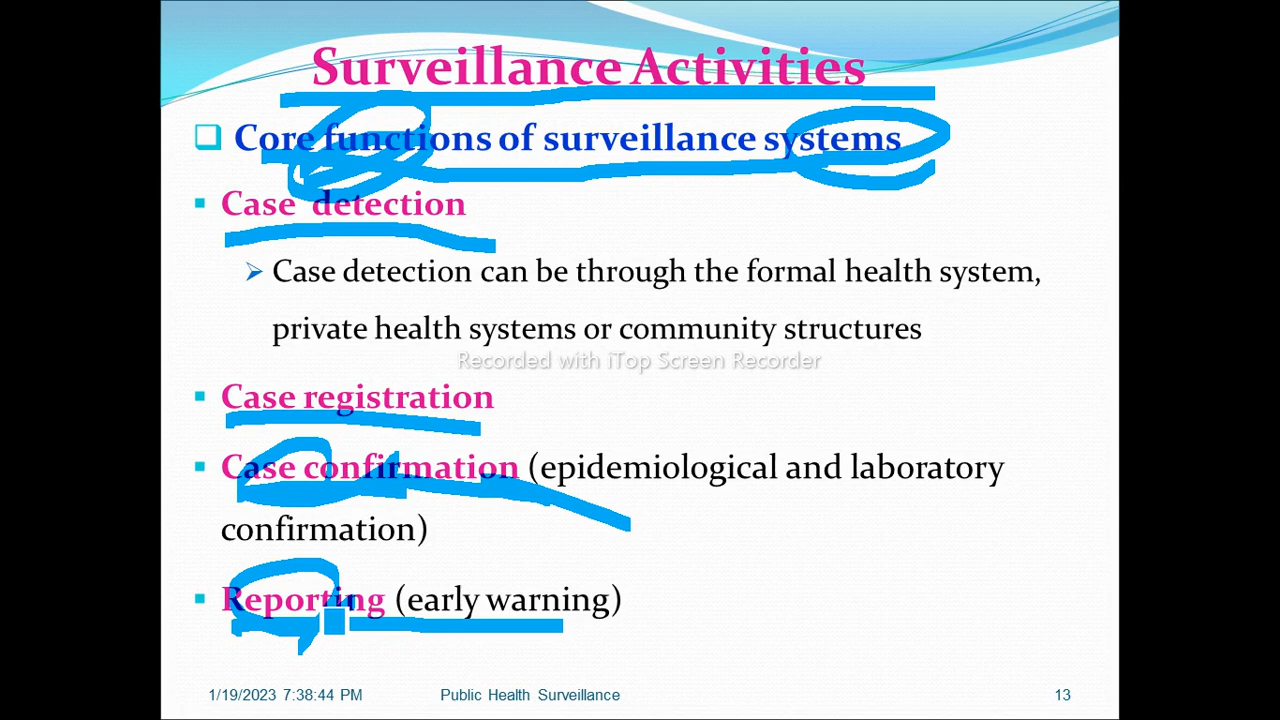 Surveillance Activities
❑ Core functions of surveillance systems
▪ Case detection
➢ Case detection can be through the formal health system,
private health systems or community structures
Recorded with iTop Screen Recorder
▪ Case registration
▪ Case confirmation (epidemiological and laboratory
confirmation)
▪ Reporting (early warning)
1/19/2023 7:38:44 PM Public Health Surveillance 13